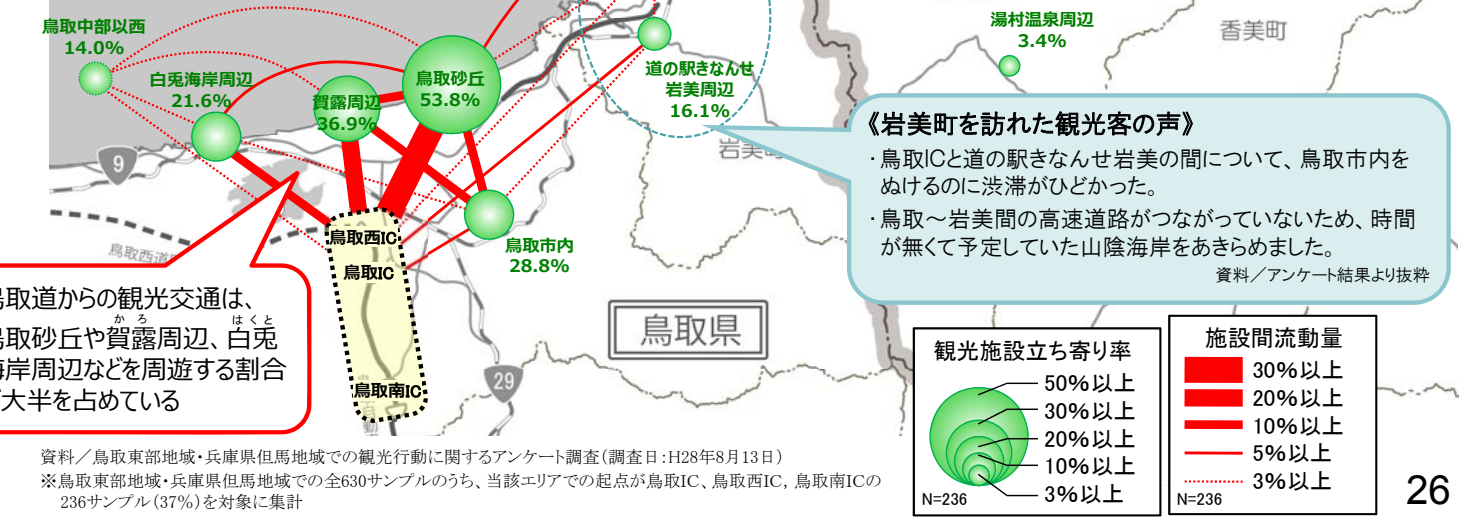 鳥取中部以西
14.0%
白兎海岸周辺
21.6%
賀露周辺
36.9%
鳥取砂丘
53.8%
道の駅きなんせ
岩美周辺
16.1%
湯村温泉周辺
3.4%
香美町
9
鳥取西道
鳥取市内
28.8%
鳥取西IC
鳥取IC
鳥取南IC
29
鳥取県
《岩美町を訪れた観光客の声》
・鳥取ICと道の駅きなんせ岩美の間について、鳥取市内を
ぬけるのに渋滞がひどかった。
・鳥取～岩美間の高速道路がつながっていないため、時間
が無くて予定していた山陰海岸をあきらめました。
資料／アンケート結果より抜粋
鳥取道からの観光交通は、
かろ はくと
鳥取砂丘や賀露周辺、白兎
海岸周辺などを周遊する割合
が大半を占めている
観光施設立ち寄り率
50%以上
30%以上
20%以上
10%以上
3%以上
N=236
施設間流動量
30%以上
20%以上
10%以上
5%以上
3%以上
N=236
資料／鳥取東部地域・兵庫県但馬地域での観光行動に関するアンケート調査（調査日：H28年8月13日）
※鳥取東部地域・兵庫県但馬地域での全630サンプルのうち、当該エリアでの起点が鳥取IC、鳥取西IC, 鳥取南ICの
236サンプル（37%）を対象に集計
26